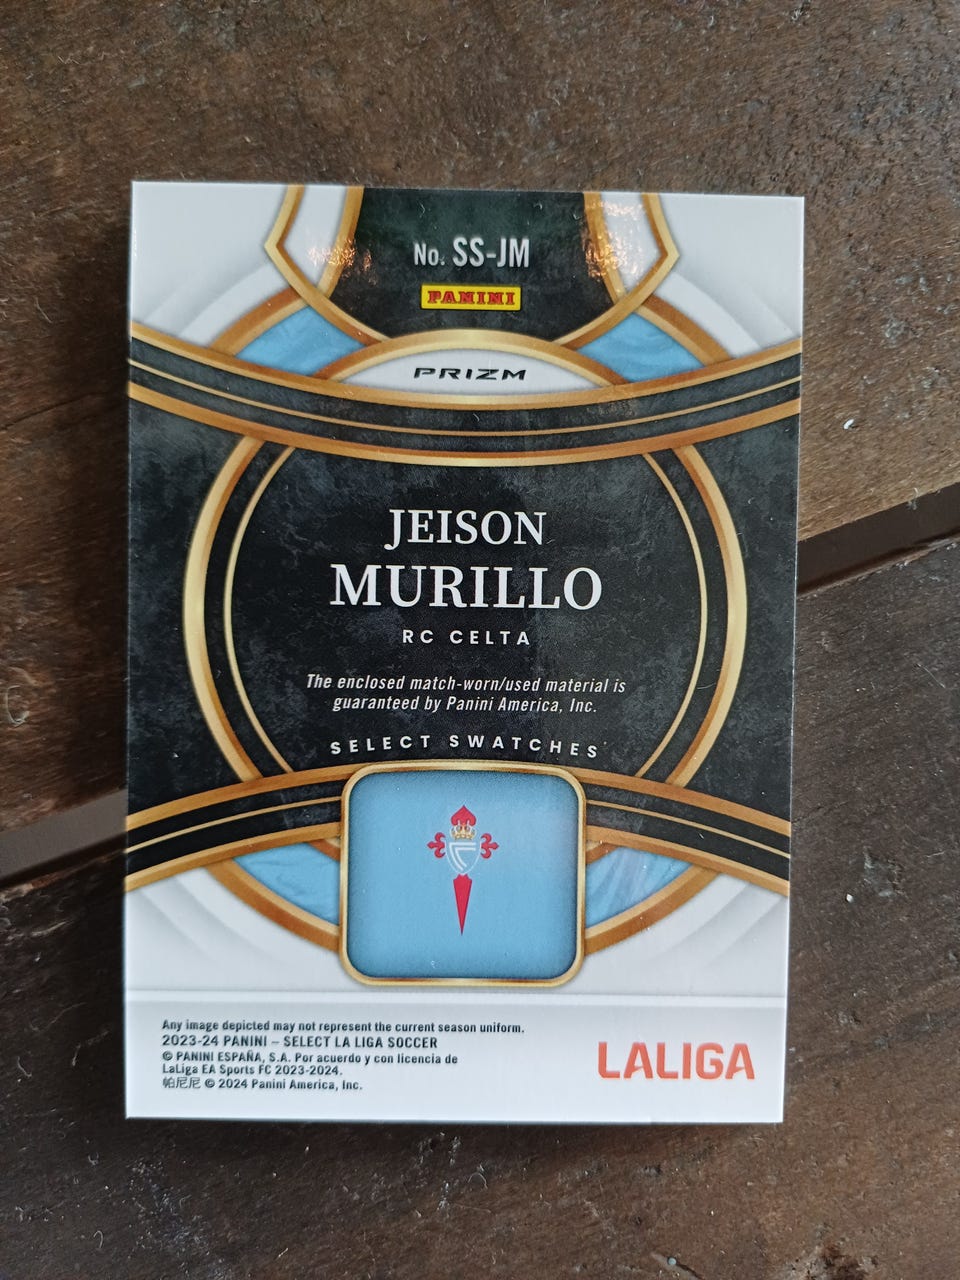 No. SS-JM
PANINI
PRIZM
JEISON
MURILLO
RC CELTA
The enclosed match-worn/used material is
guaranteed by Panini America, Inc.
SELECT SWATCHES
Any image depicted may not represent the current season uniform.
2023-24 PANINI – SELECT LA LIGA SOCCER
© PANINI ESPAÑA, S.A. Por acuerdo y con licencia de
LaLiga EA Sports FC 2023-2024.
帕尼尼 © 2024 Panini America, Inc.
LALIGA